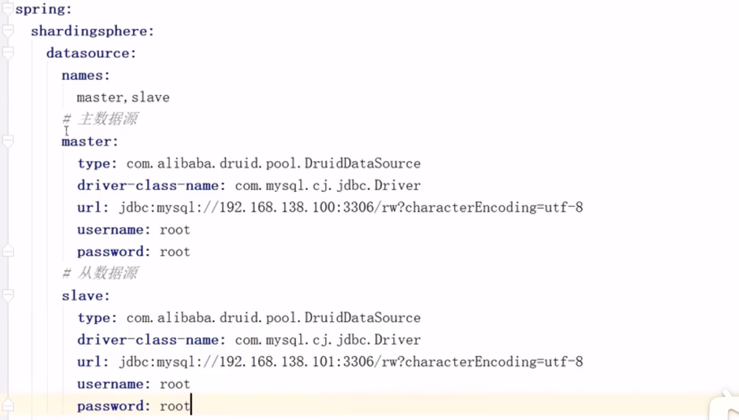 spring:
shardingsphere:
datasource:
names:
master,slave
# 主数据源
master:
type: com.alibaba.druid.pool.DruidDataSource
driver-class-name: com.mysql.cj.jdbc.Driver
url: jdbc:mysql://192.168.138.100:3306/rw?characterEncoding=utf-8
username: root
password: root
# 从数据源
slave:
type: com.alibaba.druid.pool.DruidDataSource
driver-class-name: com.mysql.cj.jdbc.Driver
url: jdbc:mysql://192.168.138.101:3306/rw?characterEncoding=utf-8
username: root
password: root